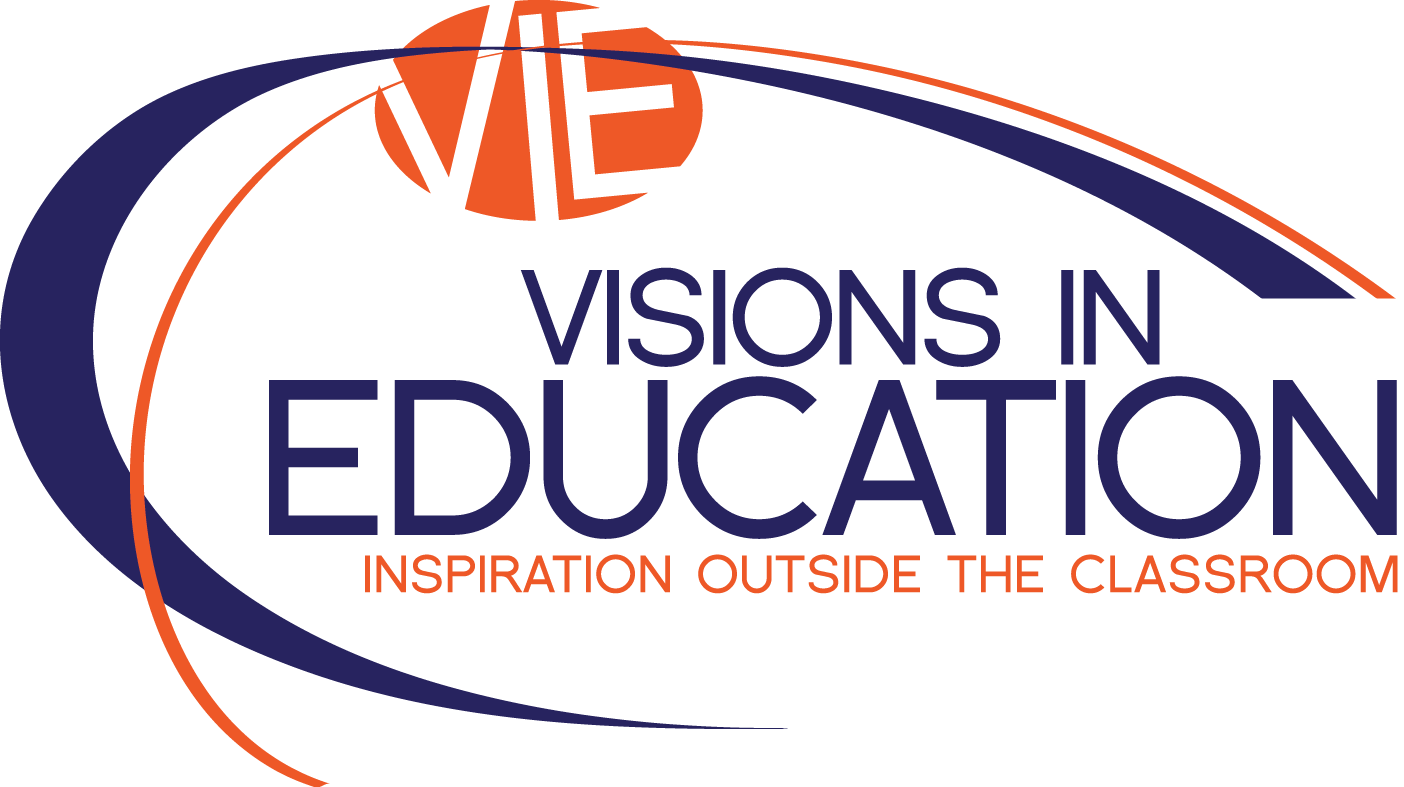 VIE
VISIONS IN
EDUCATION
INSPIRATION OUTSIDE THE CLASSROOM